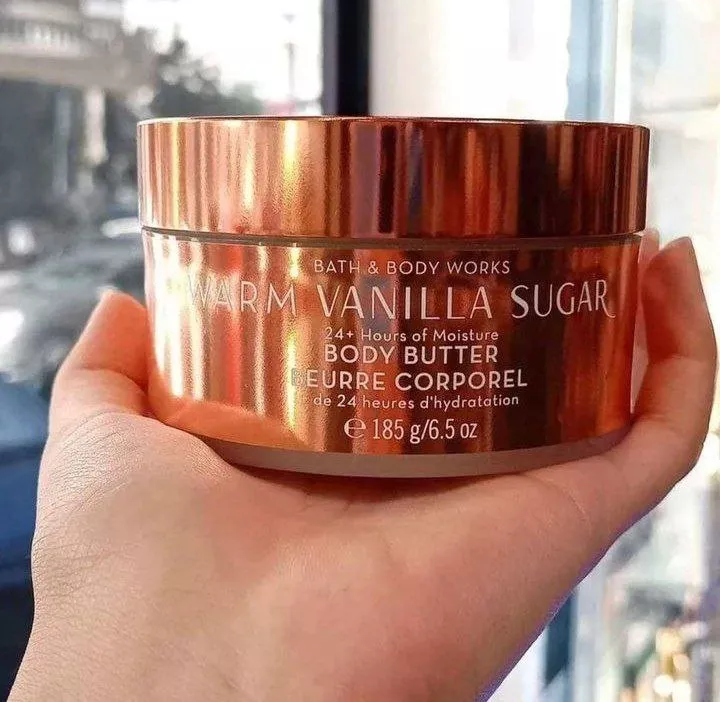 BATH & BODY WORKS
WARM VANILLA SUGAR
24+ Hours of Moisture
BODY BUTTER
BEURRE CORPOREL
de 24 heures d'hydratation
℮ 185 g/6.5 oz